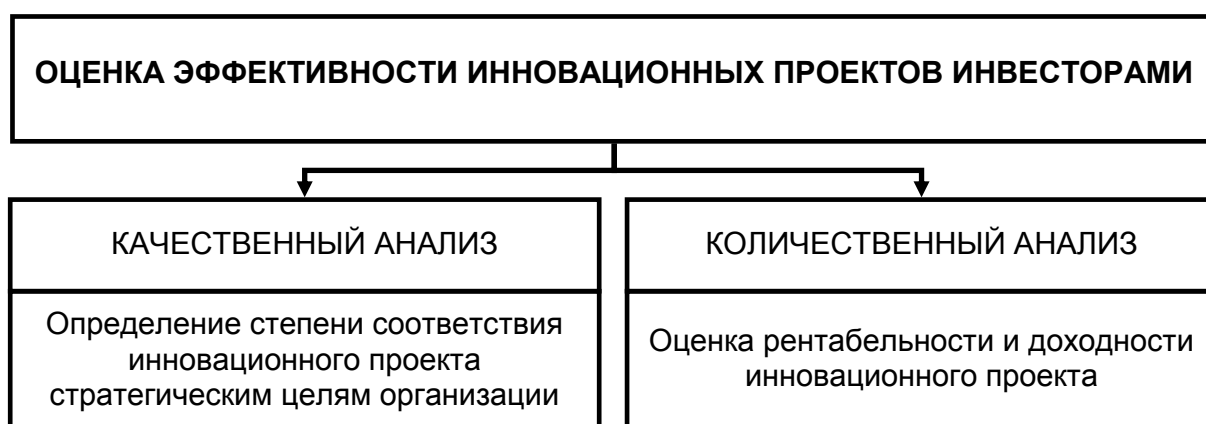 ОЦЕНКА ЭФФЕКТИВНОСТИ ИННОВАЦИОННЫХ ПРОЕКТОВ ИНВЕСТОРАМИ
КАЧЕСТВЕННЫЙ АНАЛИЗ
Определение степени соответствия
инновационного проекта
стратегическим целям организации
КОЛИЧЕСТВЕННЫЙ АНАЛИЗ
Оценка рентабельности и доходности
инновационного проекта